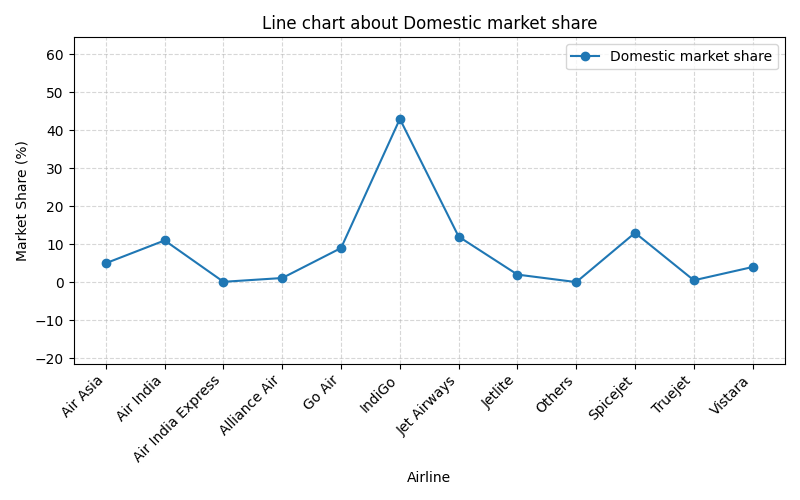 Line chart about Domestic market share
Domestic market share
Market Share (%)
60
50
40
30
20
10
0
−10
−20
Air Asia
Air India
Air India Express
Alliance Air
Go Air
IndiGo
Jet Airways
Jetlite
Others
Spicejet
Truejet
Vistara
Airline